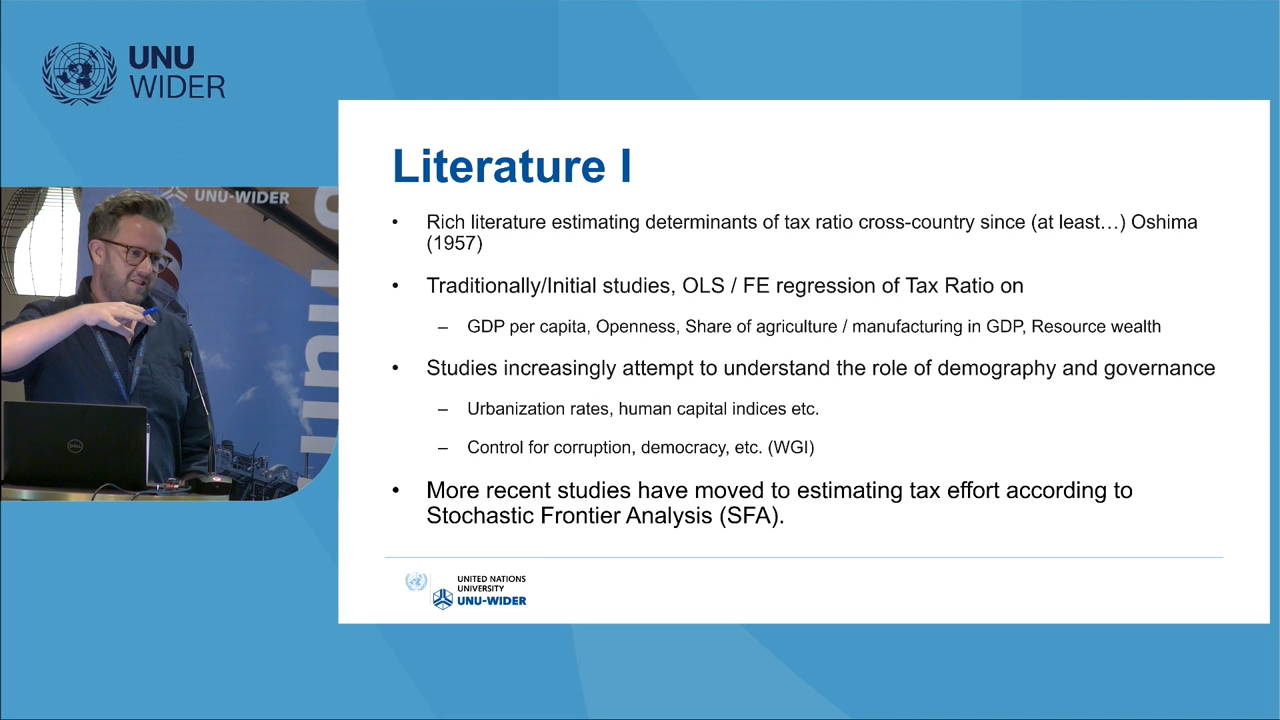 UNU
WIDER
UNU-WIDER
DELL
Literature I
• Rich literature estimating determinants of tax ratio cross-country since (at least…) Oshima
(1957)
• Traditionally/Initial studies, OLS / FE regression of Tax Ratio on
– GDP per capita, Openness, Share of agriculture / manufacturing in GDP, Resource wealth
• Studies increasingly attempt to understand the role of demography and governance
– Urbanization rates, human capital indices etc.
– Control for corruption, democracy, etc. (WGI)
• More recent studies have moved to estimating tax effort according to
Stochastic Frontier Analysis (SFA).
UNITED NATIONS
UNIVERSITY
UNU-WIDER